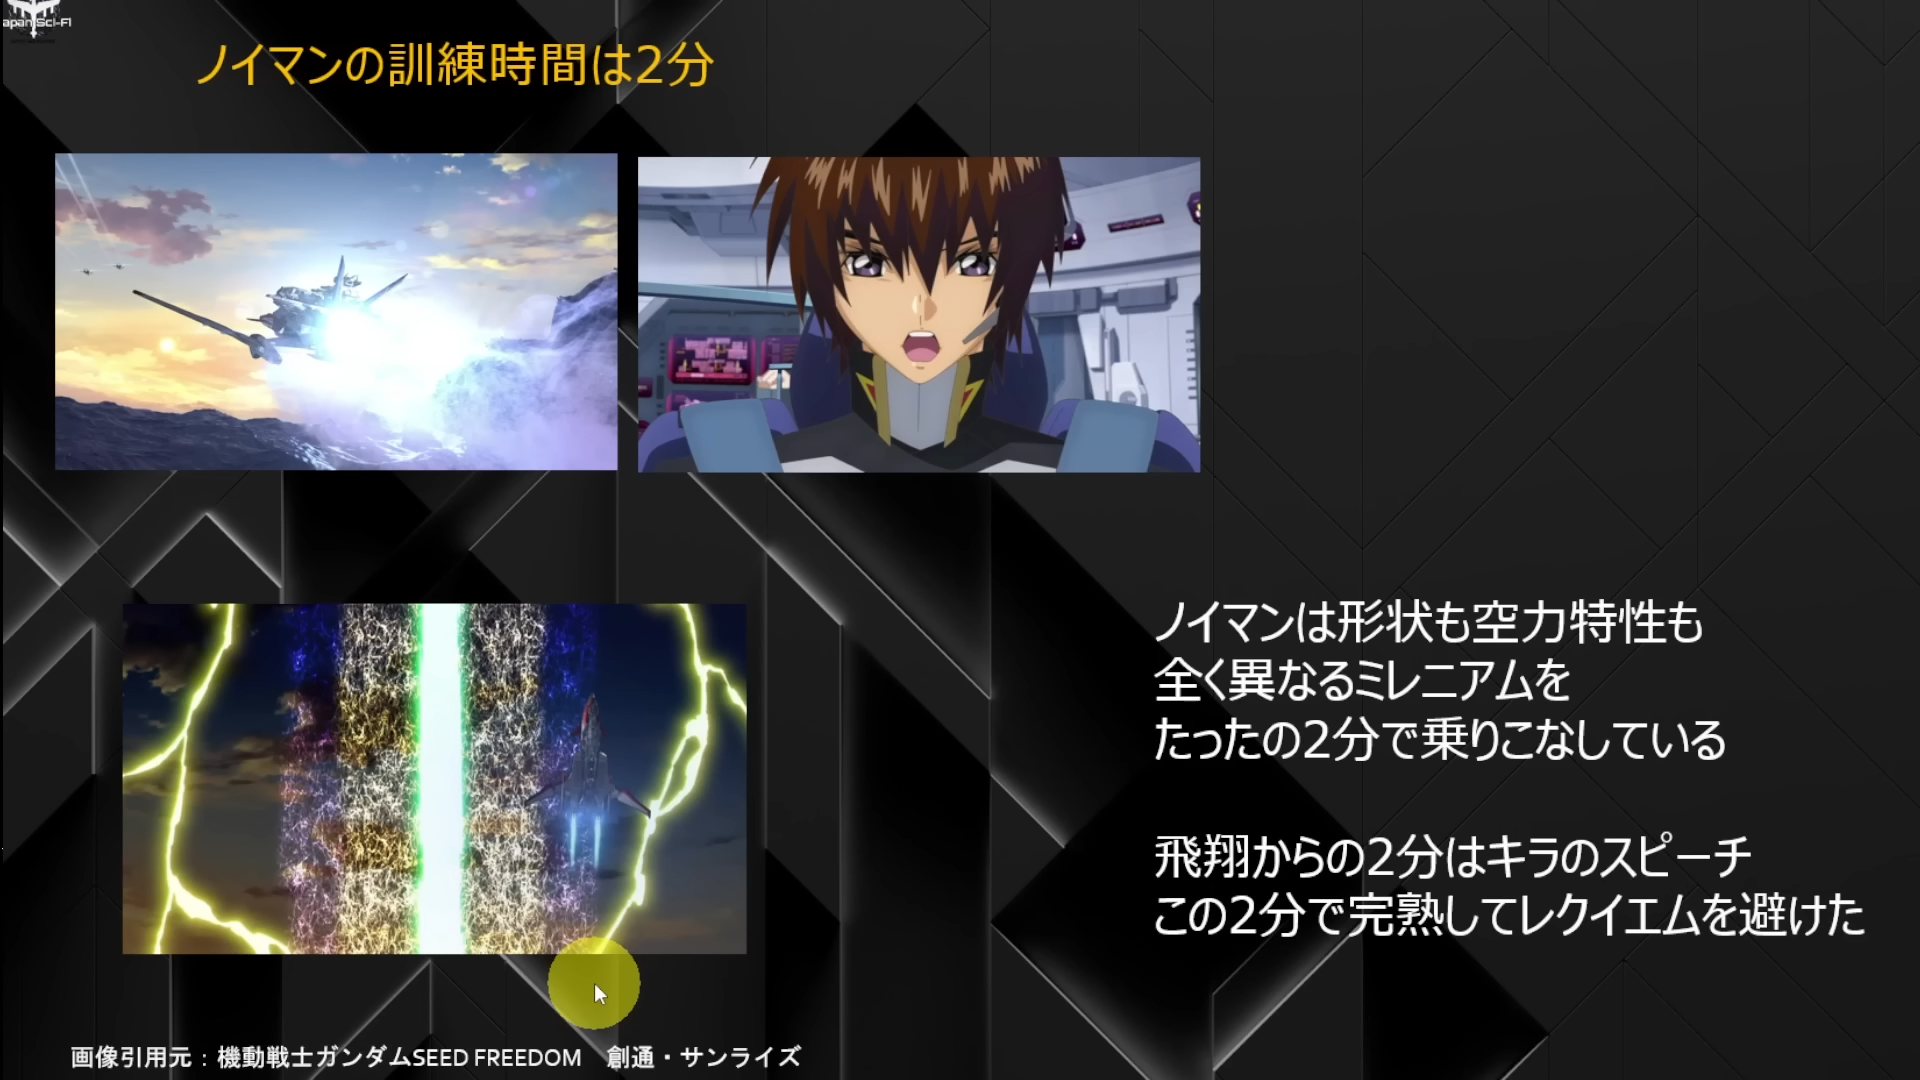 apan Sci-Fi
ノイマンの訓練時間は2分
ノイマンは形状も空力特性も
全く異なるミレニアムを
たったの2分で乗りこなしている
飛翔からの2分はキラのスピーチ
この2分で完熟してレクイエムを避けた
画像引用元：機動戦士ガンダムSEED FREEDOM　創通・サンライズ